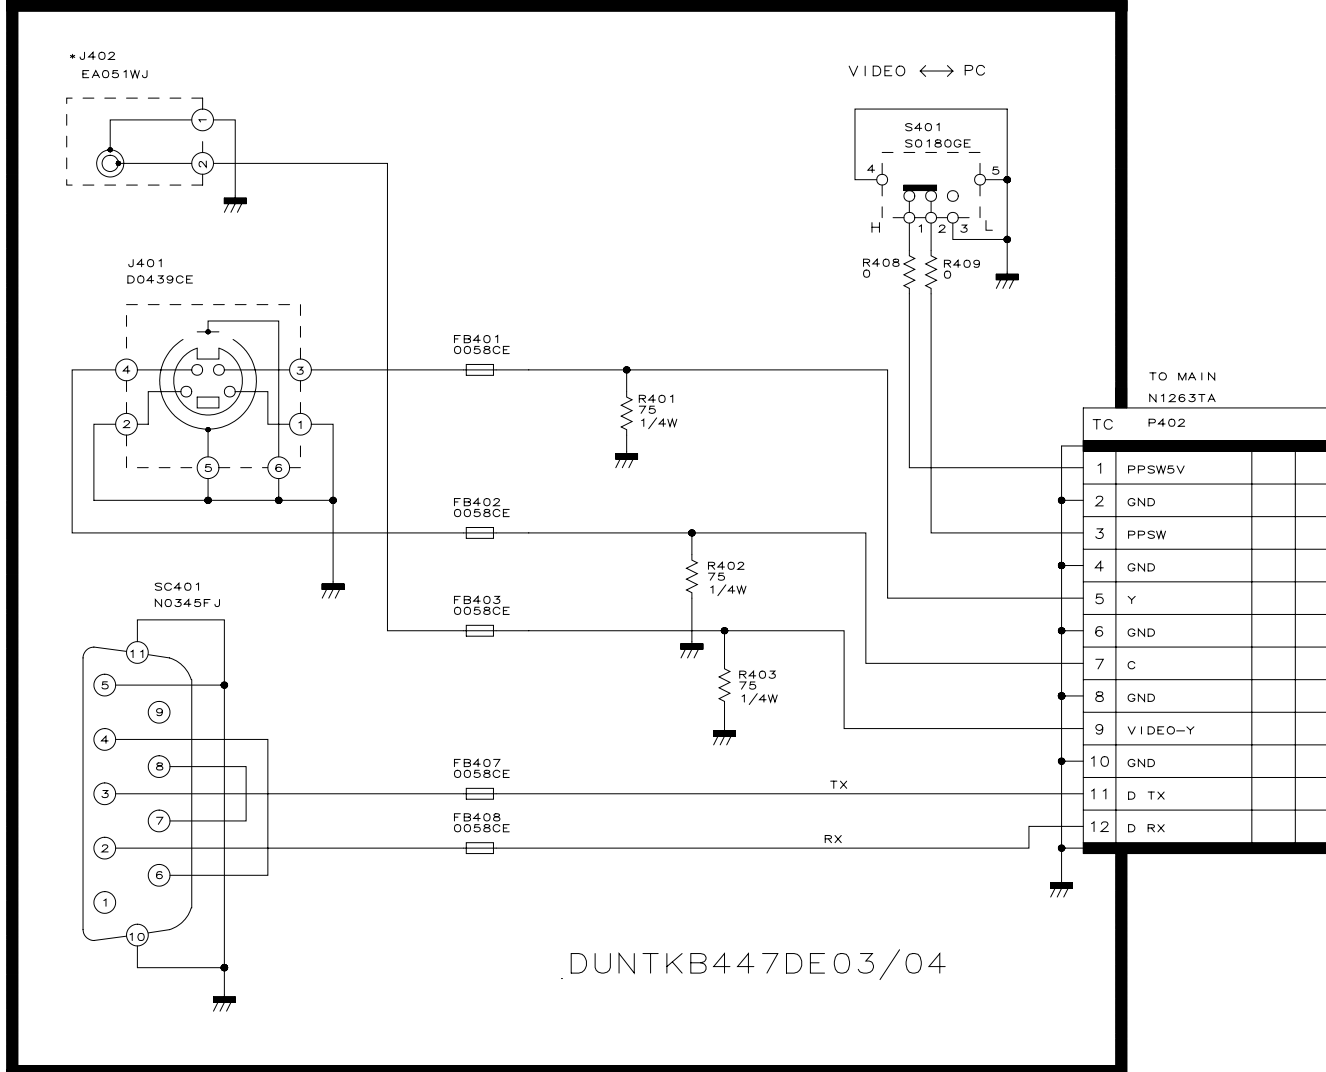 *J402
EA051WJ
1
2
VIDEO ↔ PC
S401
S0180GE
4
5
H
1
2
3
L
R408
0
R409
0
J401
D0439CE
4
3
2
1
5
6
FB401
0058CE
R401
75
1/4W
FB402
0058CE
R402
75
1/4W
FB403
0058CE
R403
75
1/4W
SC401
N0345FJ
11
5
9
4
8
3
7
2
6
1
10
FB407
0058CE
TX
FB408
0058CE
RX
TO MAIN
N1263TA
TC P402
1 PPSW5V
2 GND
3 PPSW
4 GND
5 Y
6 GND
7 C
8 GND
9 VIDEO-Y
10 GND
11 D TX
12 D RX
DUNTKB447DE03/04